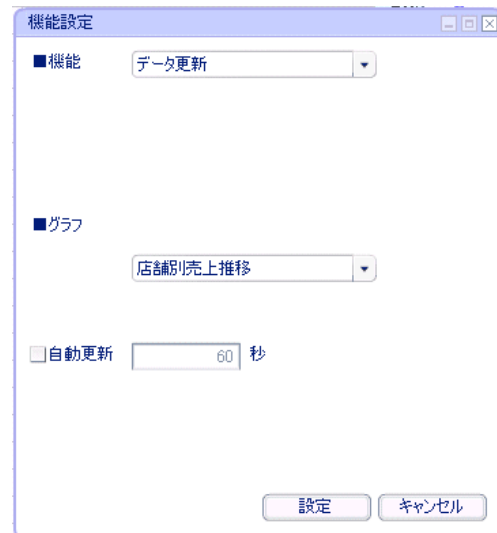 機能設定
■機能 データ更新
■グラフ
店舗別売上推移
自動更新 60 秒
設定 キャンセル